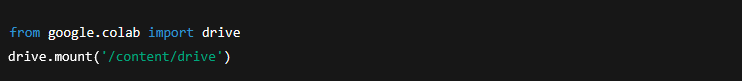 from google.colab import drive
drive.mount('/content/drive')